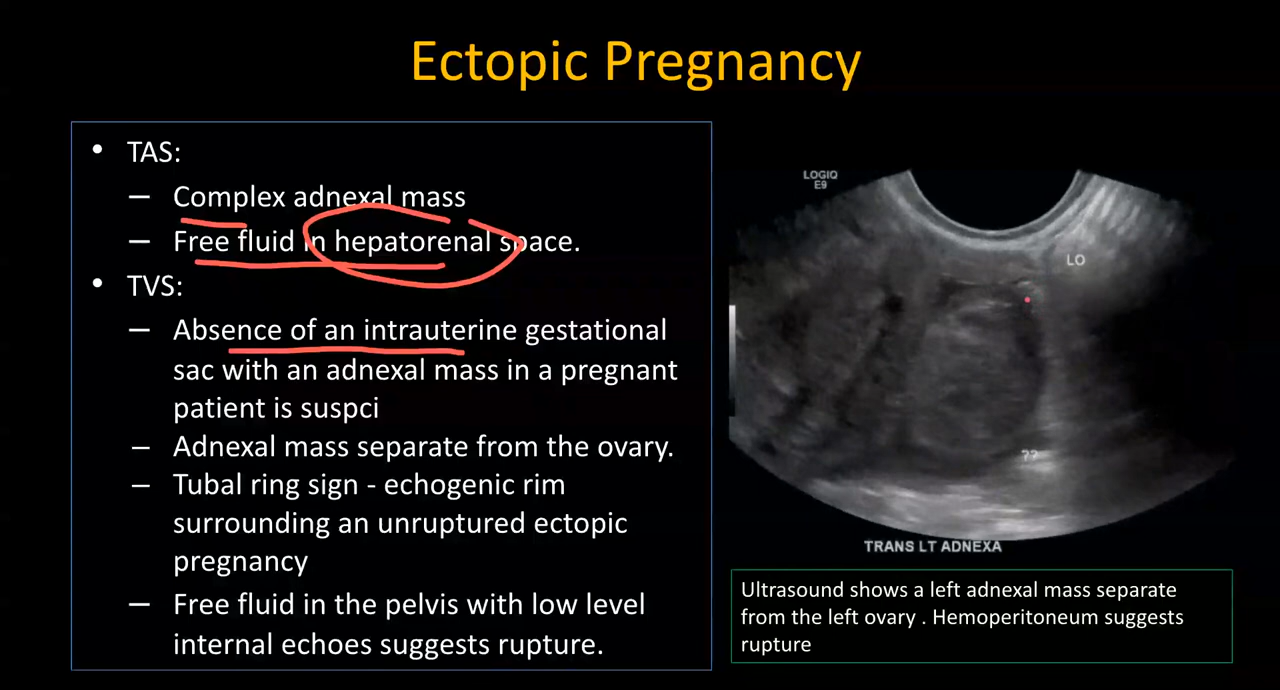 Ectopic Pregnancy
• TAS:
– Complex adnexal mass
– Free fluid in hepatorenal space.
• TVS:
– Absence of an intrauterine gestational
sac with an adnexal mass in a pregnant
patient is suspci
– Adnexal mass separate from the ovary.
– Tubal ring sign - echogenic rim
surrounding an unruptured ectopic
pregnancy
– Free fluid in the pelvis with low level
internal echoes suggests rupture.
LOGIQ
E9
LO
??
TRANS LT ADNEXA
Ultrasound shows a left adnexal mass separate
from the left ovary . Hemoperitoneum suggests
rupture